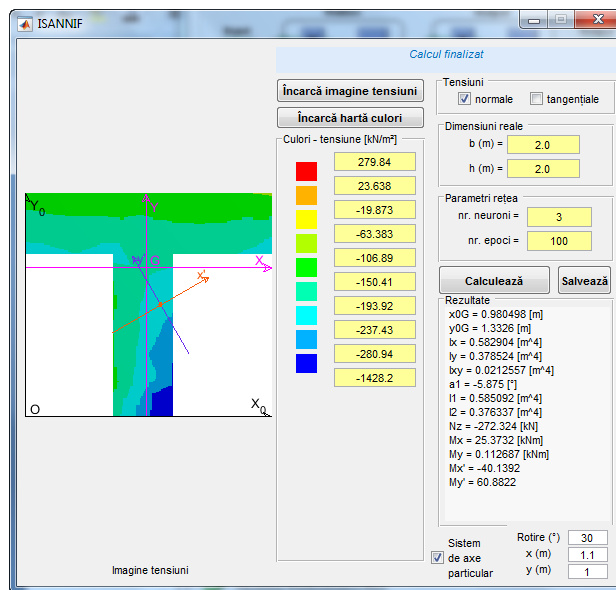 ISANNIF
Calcul finalizat
Încarcă imagine tensiuni
Încarcă hartă culori
Culori - tensiune [kN/m²]
279.84
23.638
-19.873
-63.383
-106.89
-150.41
-193.92
-237.43
-280.94
-1428.2
Y0
Y
G
X
x'
O
X0
Imagine tensiuni
Tensiuni
normale
tangențiale
Dimensiuni reale
b (m) =
2.0
h (m) =
2.0
Parametri rețea
nr. neuroni =
3
nr. epoci =
100
Calculează
Salvează
Rezultate
x0G = 0.980498 [m]
y0G = 1.3326 [m]
Ix = 0.582904 [m^4]
Iy = 0.378524 [m^4]
Ixy = 0.0212557 [m^4]
a1 = -5.875 [°]
I1 = 0.585092 [m^4]
I2 = 0.376337 [m^4]
Nz = -272.324 [kN]
Mx = 25.3732 [kNm]
My = 0.112687 [kNm]
Mx' = -40.1392
My' = 60.8822
Sistem
de axe
particular
Rotire (°)
30
x (m)
1.1
y (m)
1